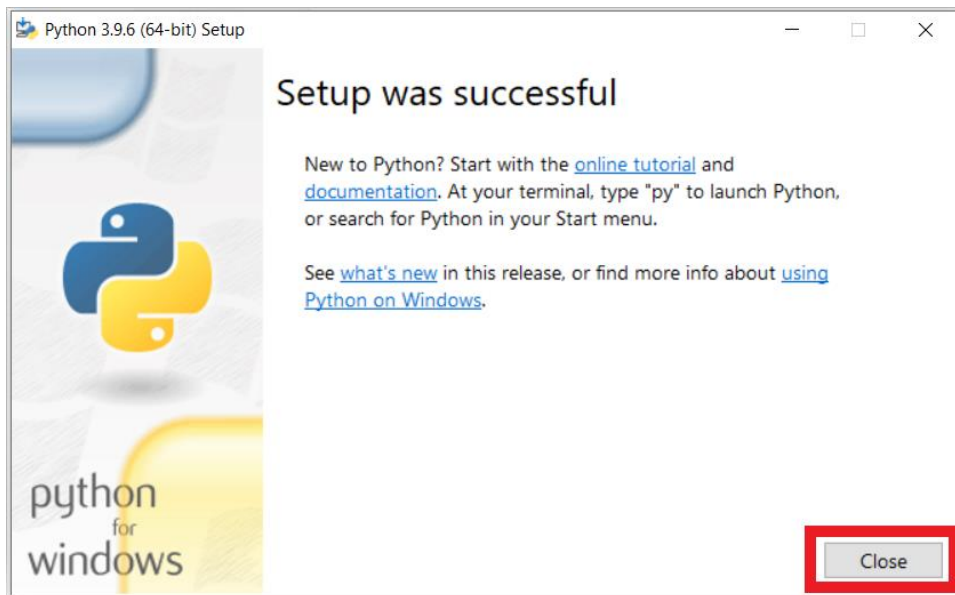 Python 3.9.6 (64-bit) Setup
Setup was successful
New to Python? Start with the online tutorial and
documentation. At your terminal, type "py" to launch Python,
or search for Python in your Start menu.
See what's new in this release, or find more info about using
Python on Windows.
python
for
windows
Close